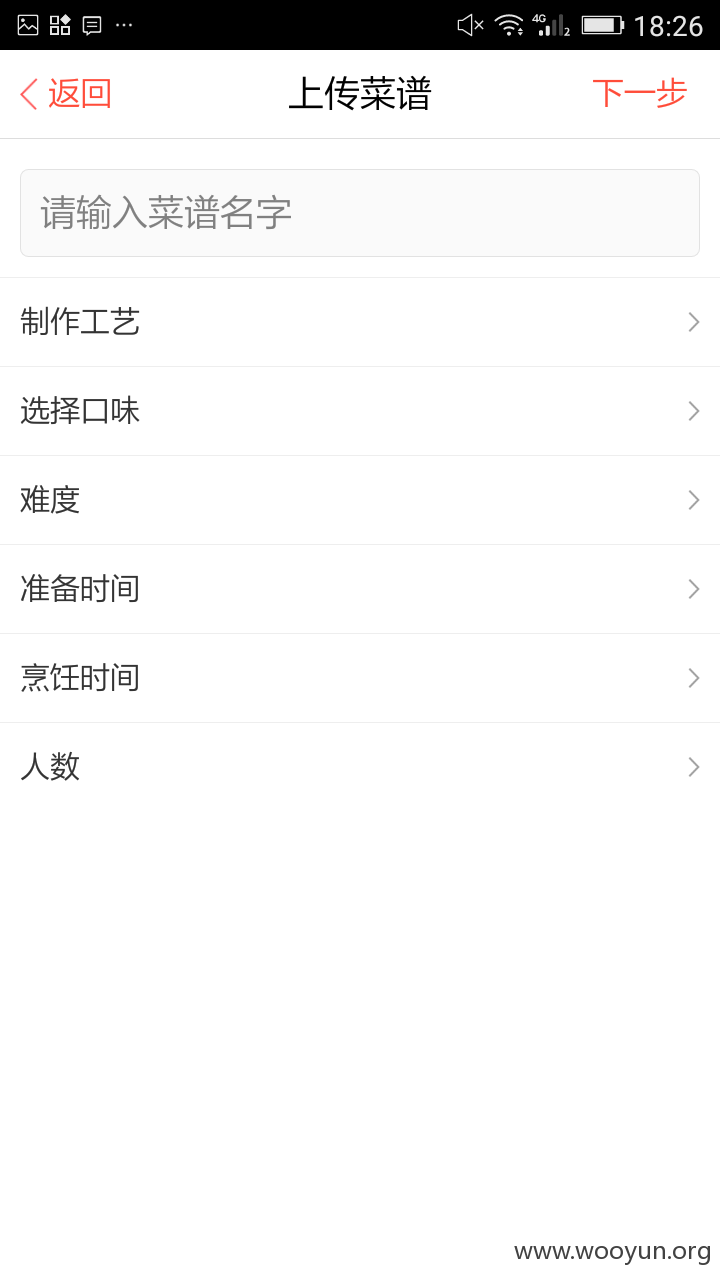 4G 2 18:26
返回 上传菜谱 下一步
请输入菜谱名字
制作工艺
选择口味
难度
准备时间
烹饪时间
人数
www.wooyun.org